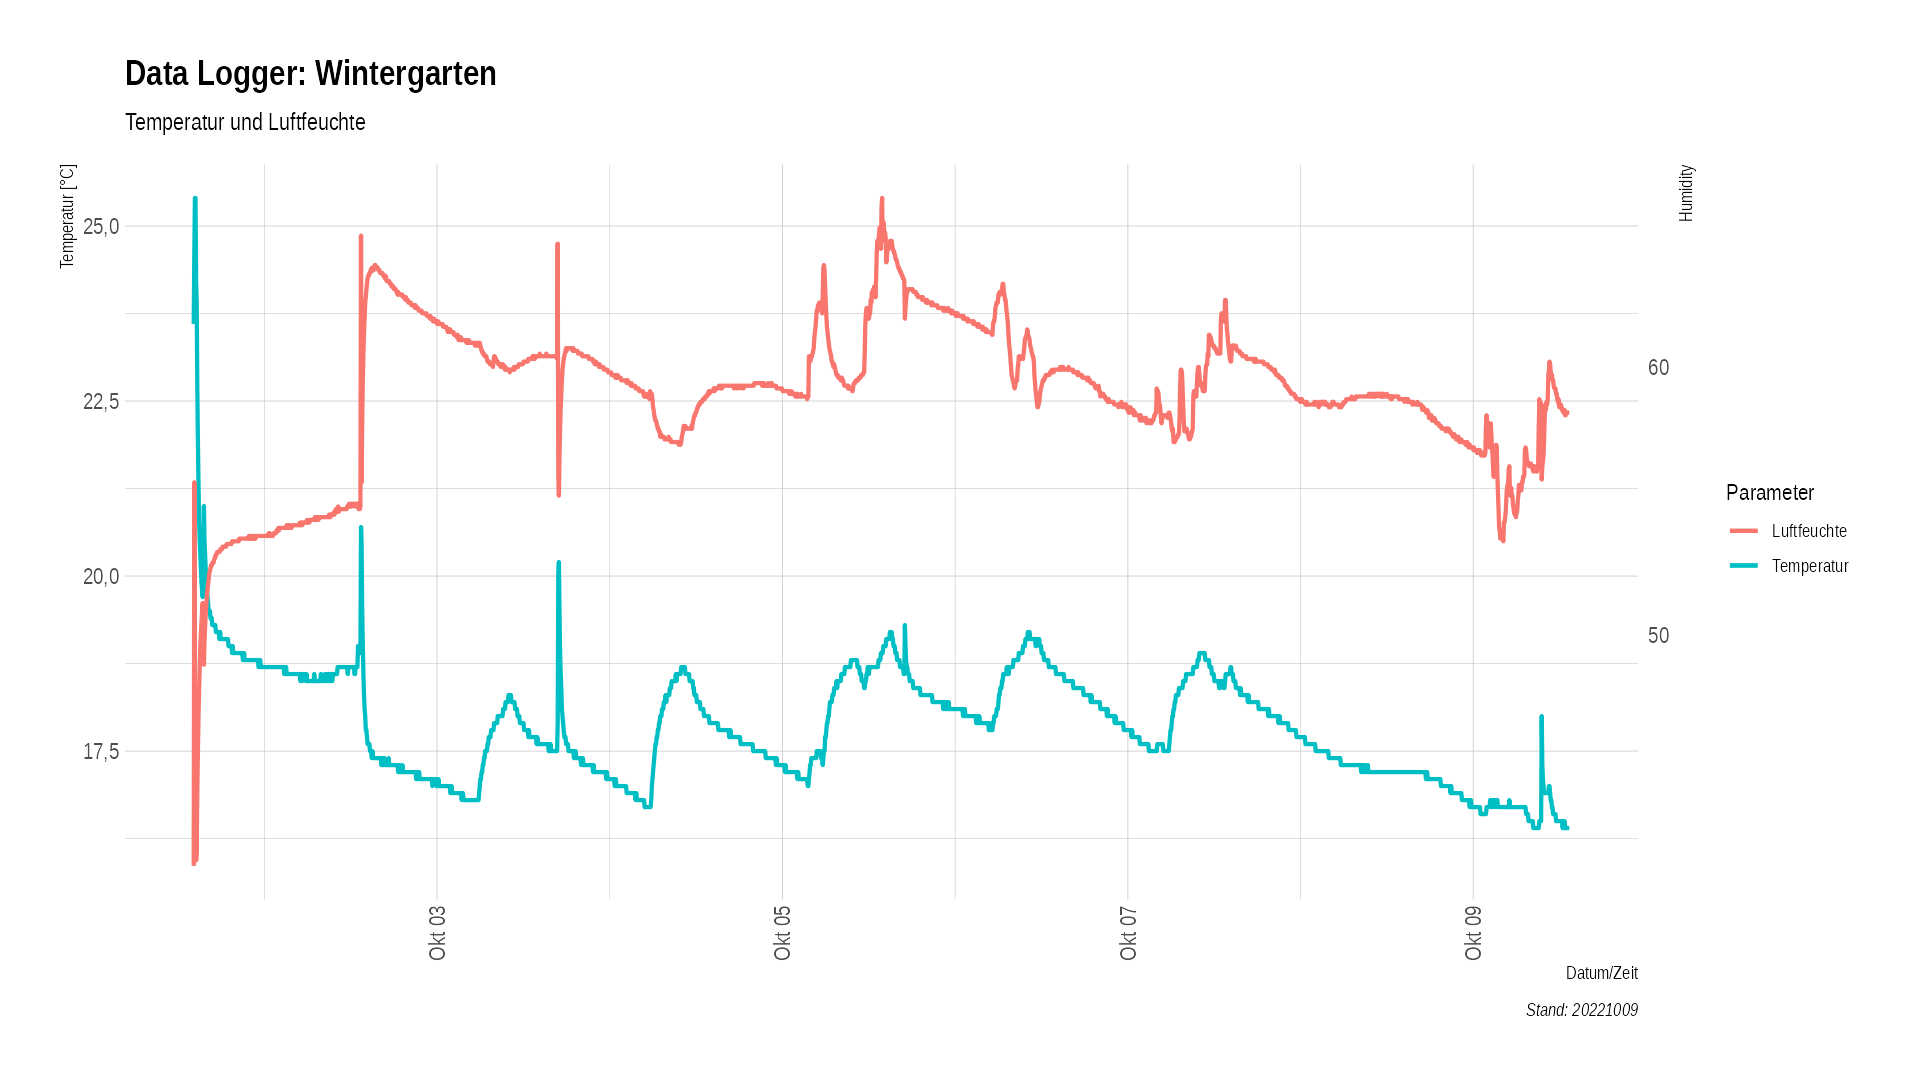 Data Logger: Wintergarten
Temperatur und Luftfeuchte
Temperatur [°C]
Humidity
25,0
22,5
20,0
17,5
60
50
Parameter
Luftfeuchte
Temperatur
Okt 03
Okt 05
Okt 07
Okt 09
Datum/Zeit
Stand: 20221009